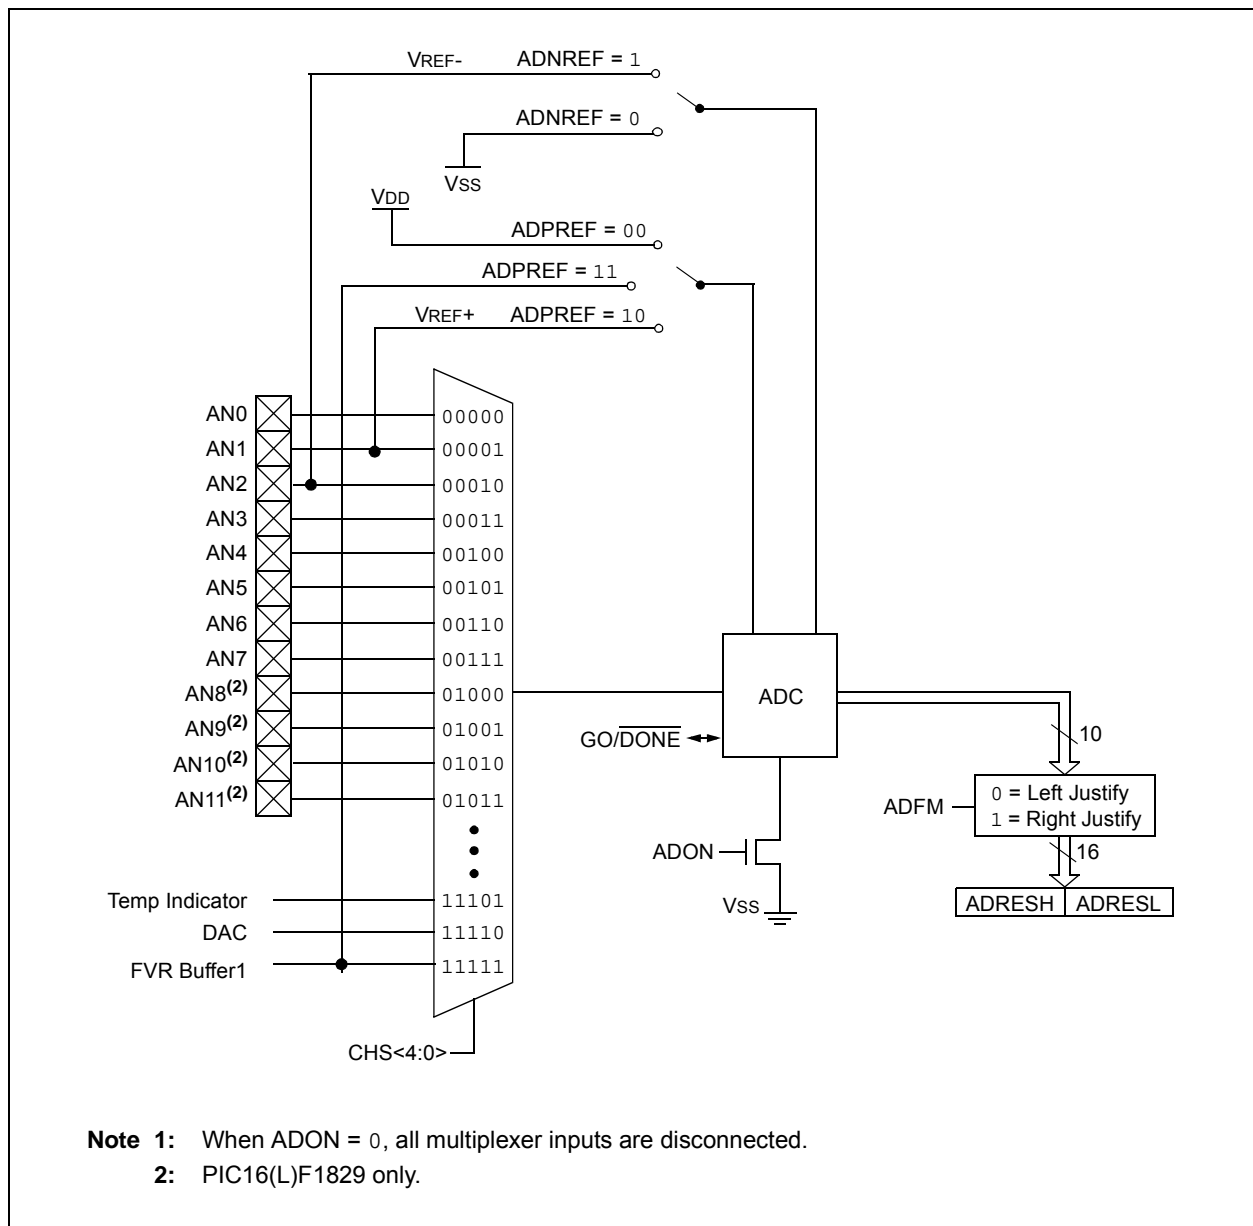 VREF- ADNREF = 1
ADNREF = 0
VSS
VDD
ADPREF = 00
ADPREF = 11
VREF+ ADPREF = 10
AN0 00000
AN1 00001
AN2 00010
AN3 00011
AN4 00100
AN5 00101
AN6 00110
AN7 00111
AN8(2) 01000
AN9(2) 01001
AN10(2) 01010
AN11(2) 01011
Temp Indicator 11101
DAC 11110
FVR Buffer1 11111
CHS<4:0>
ADC
GO/DONE
ADON
Vss
10
ADFM
0 = Left Justify
1 = Right Justify
16
ADRESH ADRESL
Note 1: When ADON = 0, all multiplexer inputs are disconnected.
2: PIC16(L)F1829 only.